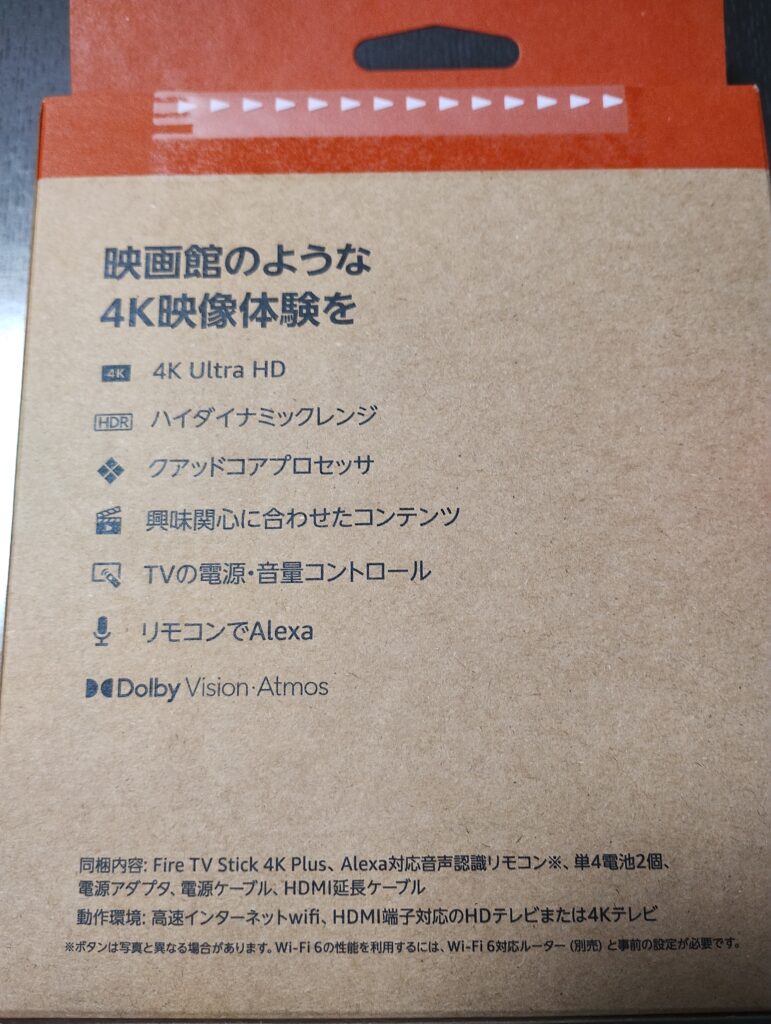 映画館のような
4K映像体験を
4K 4K Ultra HD
HDR ハイダイナミックレンジ
クアッドコアプロセッサ
興味関心に合わせたコンテンツ
TVの電源・音量コントロール
リモコンでAlexa
Dolby Vision·Atmos
同梱内容: Fire TV Stick 4K Plus、Alexa対応音声認識リモコン※、単4電池2個、
電源アダプタ、電源ケーブル、HDMI延長ケーブル
動作環境: 高速インターネットwifi、HDMI端子対応のHDテレビまたは4Kテレビ
※ボタンは写真と異なる場合があります。Wi-Fi 6の性能を利用するには、Wi-Fi 6対応ルーター（別売）と事前の設定が必要です。